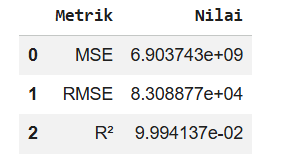 Metrik Nilai
0 MSE 6.903743e+09
1 RMSE 8.308877e+04
2 R² 9.994137e-02